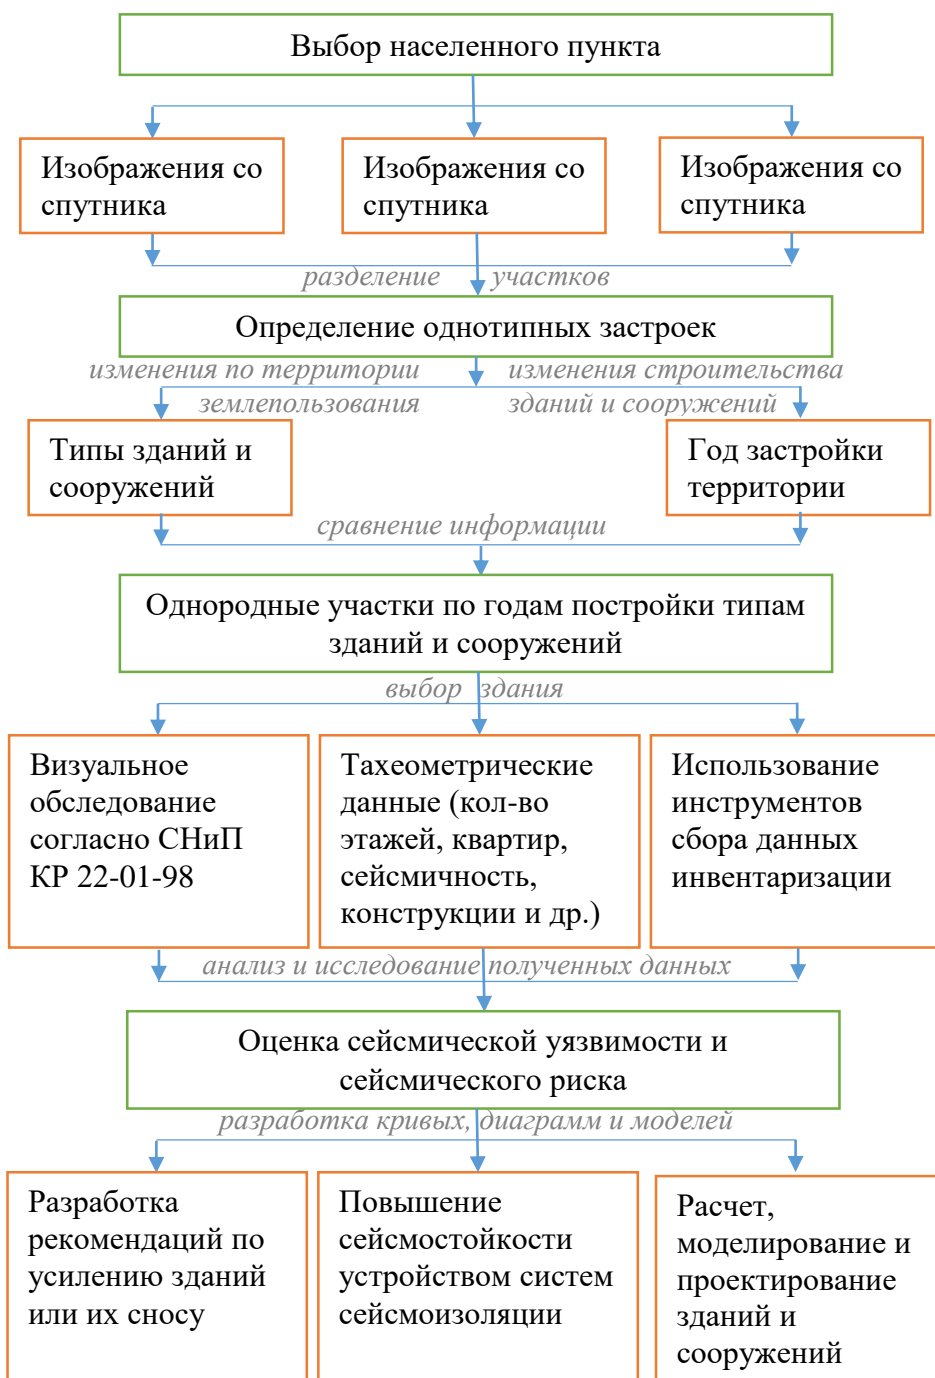 Выбор населенного пункта
Изображения со
спутника
Изображения со
спутника
Изображения со
спутника
разделение участков
Определение однотипных застроек
изменения по территории
землепользования
изменения строительства
зданий и сооружений
Типы зданий и
сооружений
Год застройки
территории
сравнение информации
Однородные участки по годам постройки типам
зданий и сооружений
выбор здания
Визуальное
обследование
согласно СНиП
КР 22-01-98
Тахеометрические
данные (кол-во
этажей, квартир,
сейсмичность,
конструкции и др.)
Использование
инструментов
сбора данных
инвентаризации
анализ и исследование полученных данных
Оценка сейсмической уязвимости и
сейсмического риска
разработка кривых, диаграмм и моделей
Разработка
рекомендаций по
усилению зданий
или их сносу
Повышение
сейсмостойкости
устройством систем
сейсмоизоляции
Расчет,
моделирование и
проектирование
зданий и
сооружений